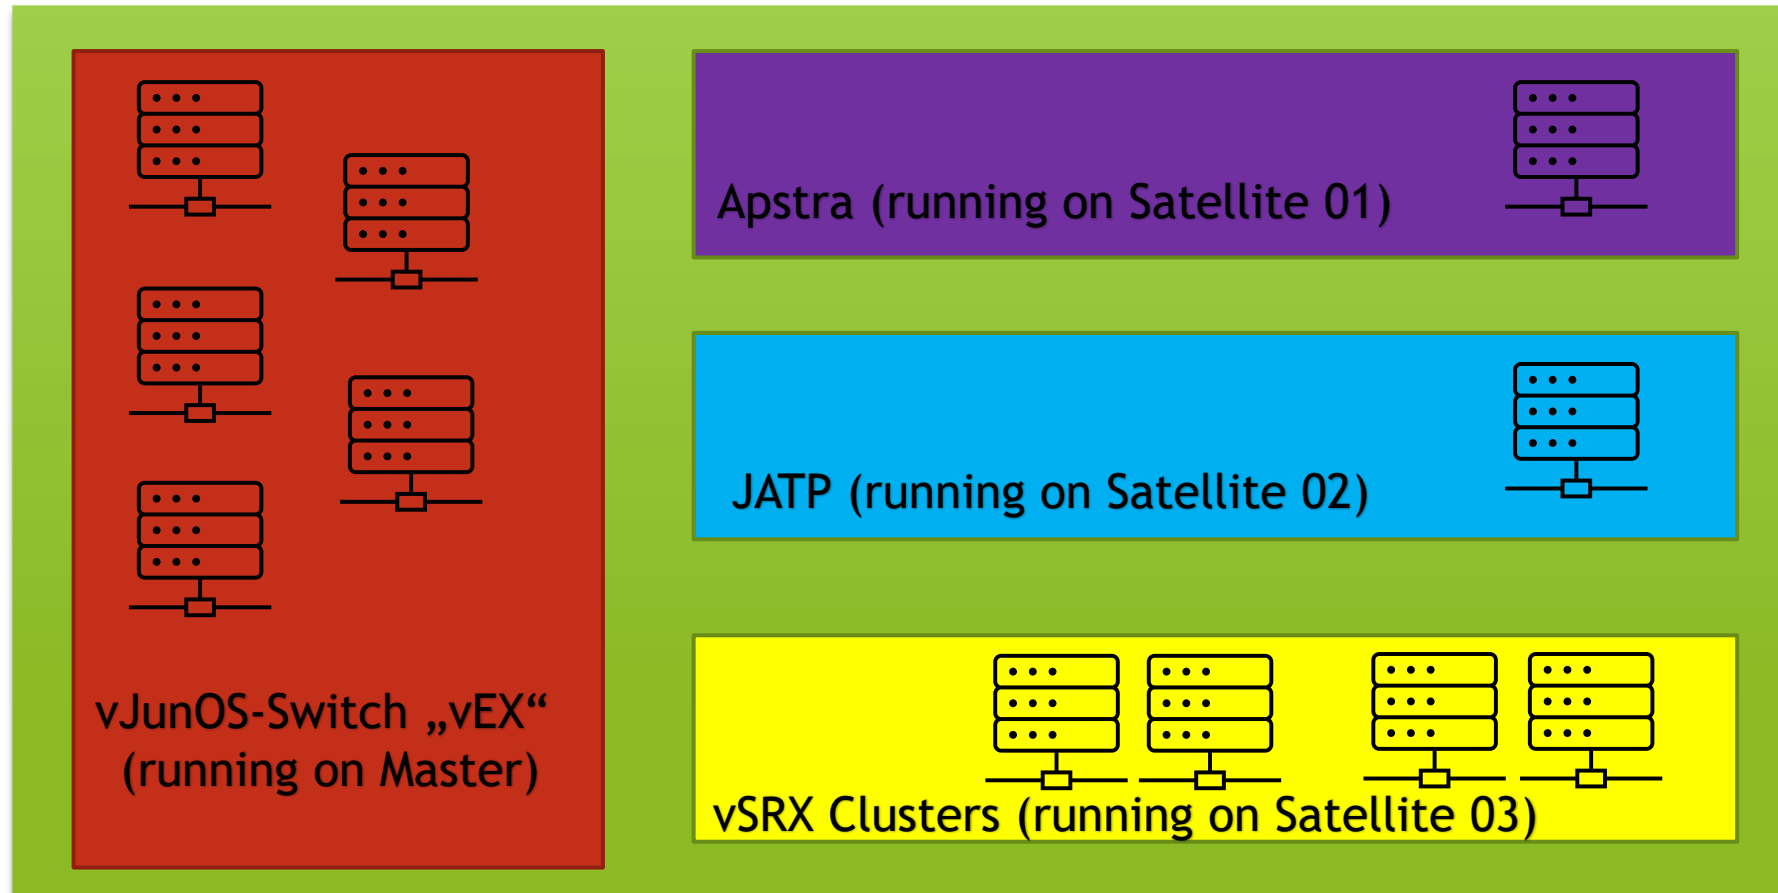 vJunOS-Switch „vEX“
(running on Master)
Apstra (running on Satellite 01)
JATP (running on Satellite 02)
vSRX Clusters (running on Satellite 03)